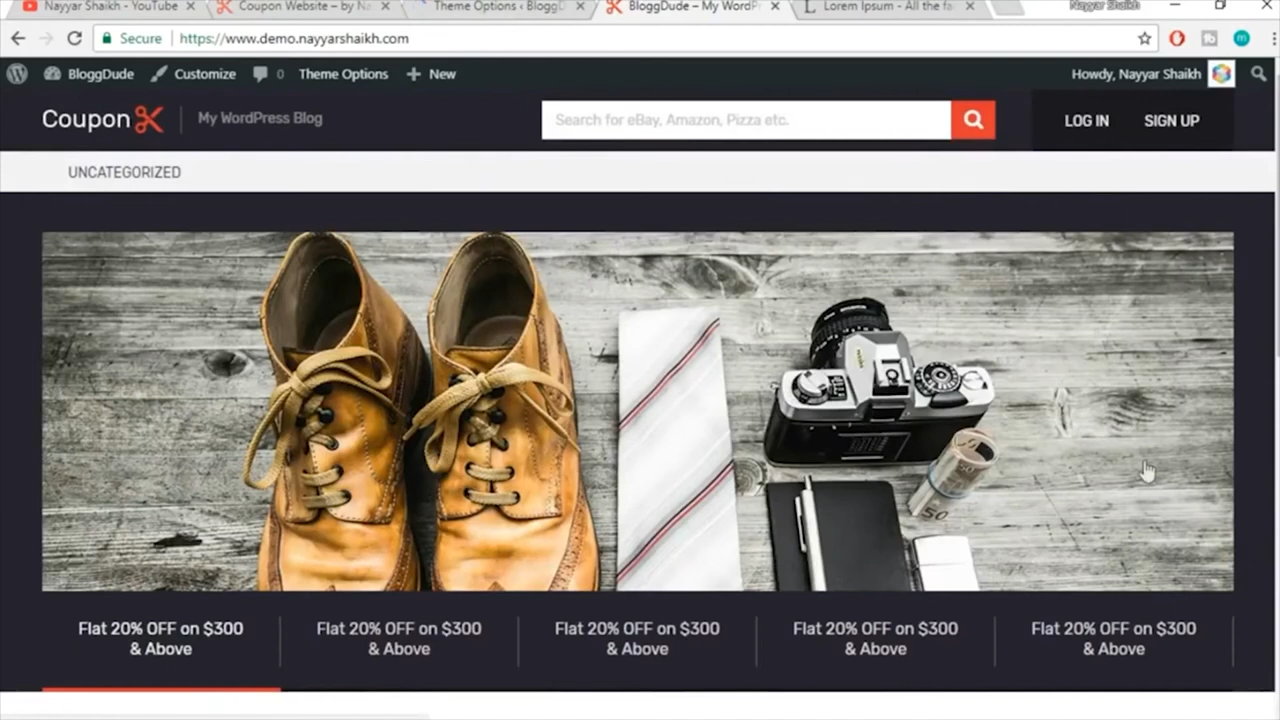 Nayyar Shaikh - YouTube
Coupon Website – by Na
Theme Options ‹ BloggD
BloggDude – My WordPr
Lorem Ipsum - All the fa
Nayyar Shaikh
Secure
https://www.demo.nayyarshaikh.com
BloggDude
Customize
0
Theme Options
New
Howdy, Nayyar Shaikh
Coupon
My WordPress Blog
Search for eBay, Amazon, Pizza etc.
LOG IN
SIGN UP
UNCATEGORIZED
50
Flat 20% OFF on $300
& Above
Flat 20% OFF on $300
& Above
Flat 20% OFF on $300
& Above
Flat 20% OFF on $300
& Above
Flat 20% OFF on $300
& Above